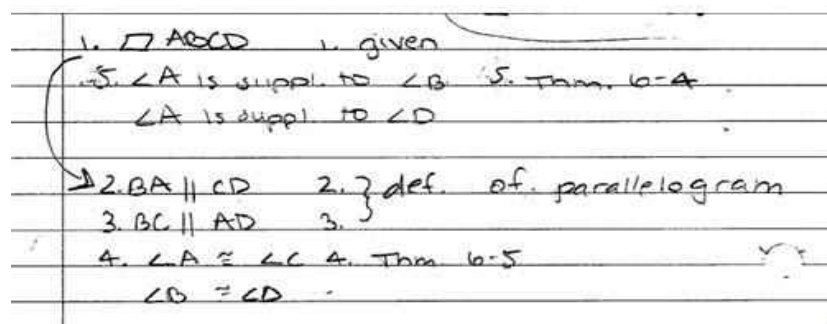 1. ▱ ABCD 1. given
5. ∠A is suppl. to ∠B 5. Thm. 6-4
∠A is suppl. to ∠D
2. BA || CD 2. } def. of. parallelogram
3. BC || AD 3.
4. ∠A ≅ ∠C 4. Thm 6-5
∠B ≅ ∠D